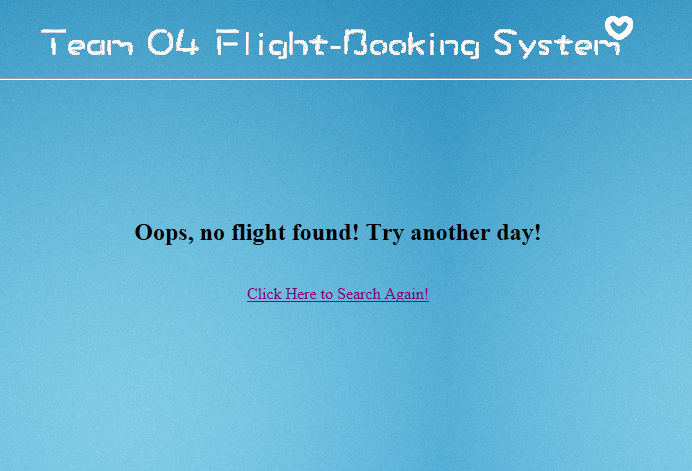 Team 04 Flight-Booking System
Oops, no flight found! Try another day!
Click Here to Search Again!